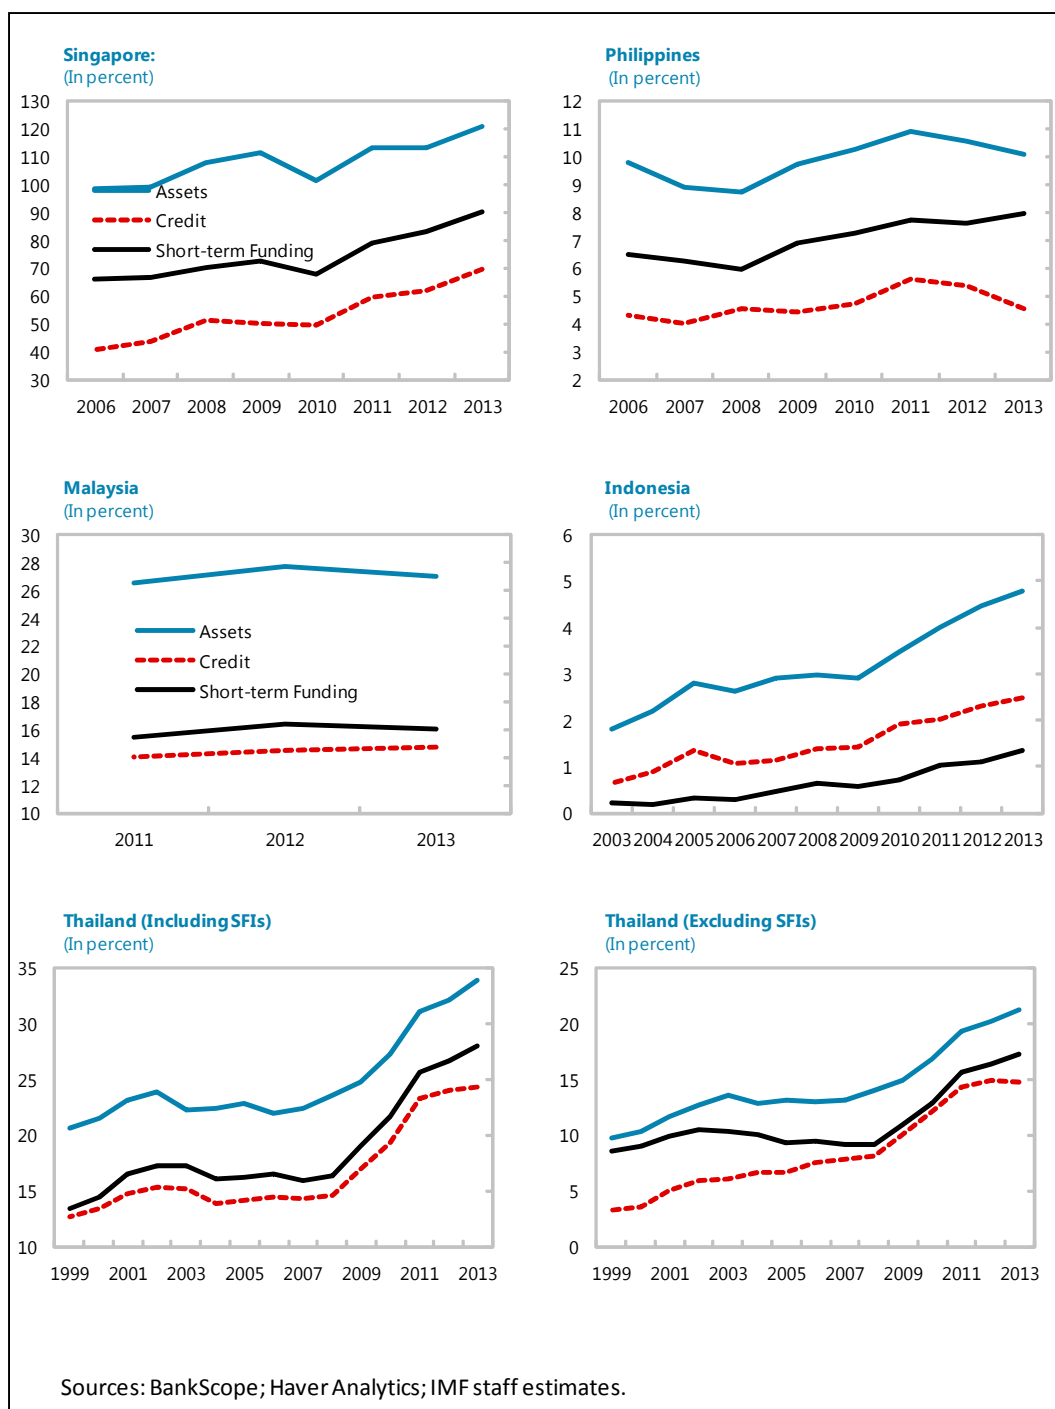 Singapore:
(In percent)
130
120
110
100
90
80
70
60
50
40
30
Assets
Credit
Short-term Funding
2006 2007 2008 2009 2010 2011 2012 2013
Philippines
(In percent)
12
11
10
9
8
7
6
5
4
3
2
2006 2007 2008 2009 2010 2011 2012 2013
Malaysia
(In percent)
30
28
26
24
22
20
18
16
14
12
10
Assets
Credit
Short-term Funding
2011 2012 2013
Indonesia
(In percent)
6
5
4
3
2
1
0
2003 2004 2005 2006 2007 2008 2009 2010 2011 2012 2013
Thailand (Including SFIs)
(In percent)
35
30
25
20
15
10
1999 2001 2003 2005 2007 2009 2011 2013
Thailand (Excluding SFIs)
(In percent)
25
20
15
10
5
0
1999 2001 2003 2005 2007 2009 2011 2013
Sources: BankScope; Haver Analytics; IMF staff estimates.